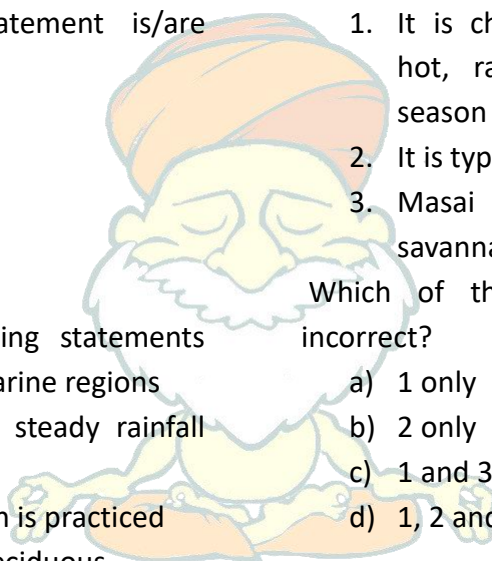 atement is/are
ing statements
arine regions
steady rainfall
n is practiced
eciduous
1. It is ch
hot, ra
season
2. It is typ
3. Masai
savanna
Which of th
incorrect?
a) 1 only
b) 2 only
c) 1 and 3
d) 1, 2 and